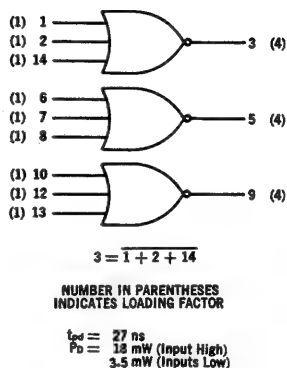 (1) 1
(1) 2
(1) 14
3 (4)
(1) 6
(1) 7
(1) 8
5 (4)
(1) 10
(1) 12
(1) 13
9 (4)
3 = 1 + 2 + 14
NUMBER IN PARENTHESES
INDICATES LOADING FACTOR
tpd = 27 ns
PD = 18 mW (Input High)
3.5 mW (Inputs Low)